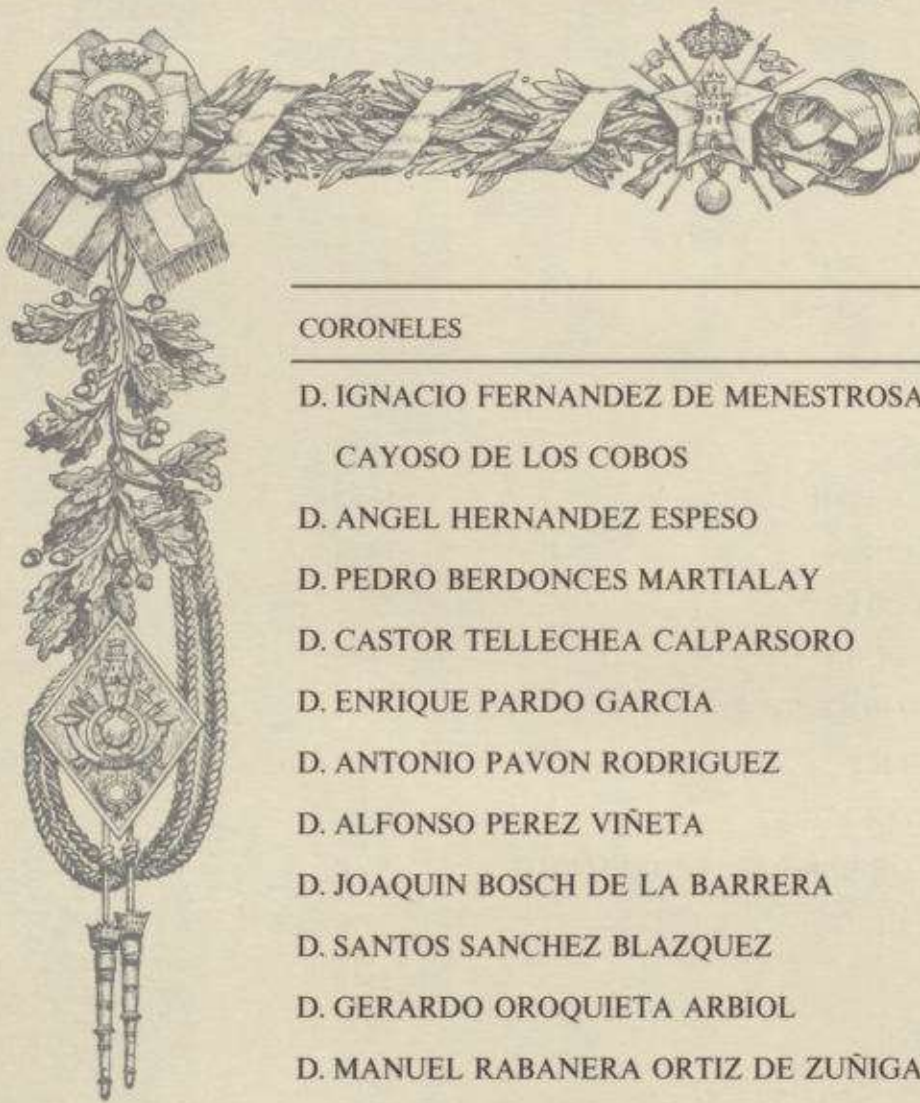 CORONELES
D. IGNACIO FERNANDEZ DE MENESTROSA
CAYOSO DE LOS COBOS
D. ANGEL HERNANDEZ ESPESO
D. PEDRO BERDONCES MARTIALAY
D. CASTOR TELLECHEA CALPARSORO
D. ENRIQUE PARDO GARCIA
D. ANTONIO PAVON RODRIGUEZ
D. ALFONSO PEREZ VIÑETA
D. JOAQUIN BOSCH DE LA BARRERA
D. SANTOS SANCHEZ BLAZQUEZ
D. GERARDO OROQUIETA ARBIOL
D. MANUEL RABANERA ORTIZ DE ZUÑIGA